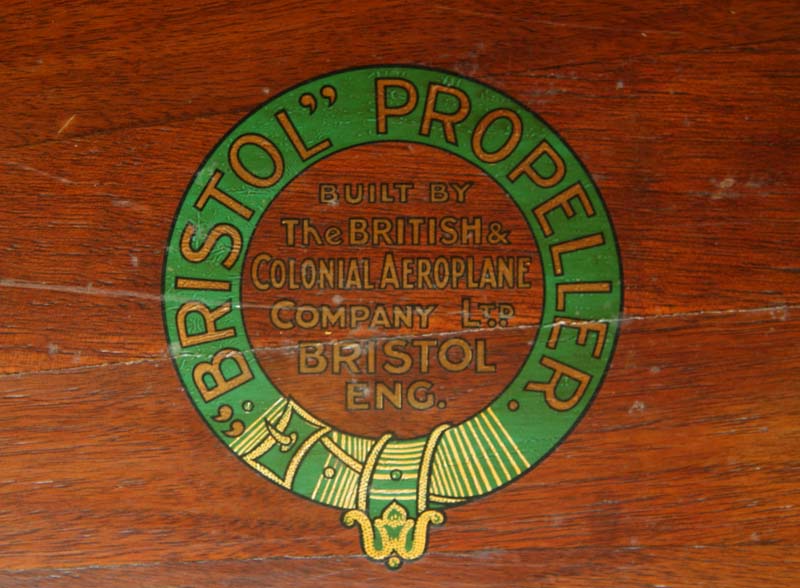 „BRISTOL” PROPELLER.
BUILT BY
The BRITISH &
COLONIAL AEROPLANE
COMPANY LTD
BRISTOL
ENG.